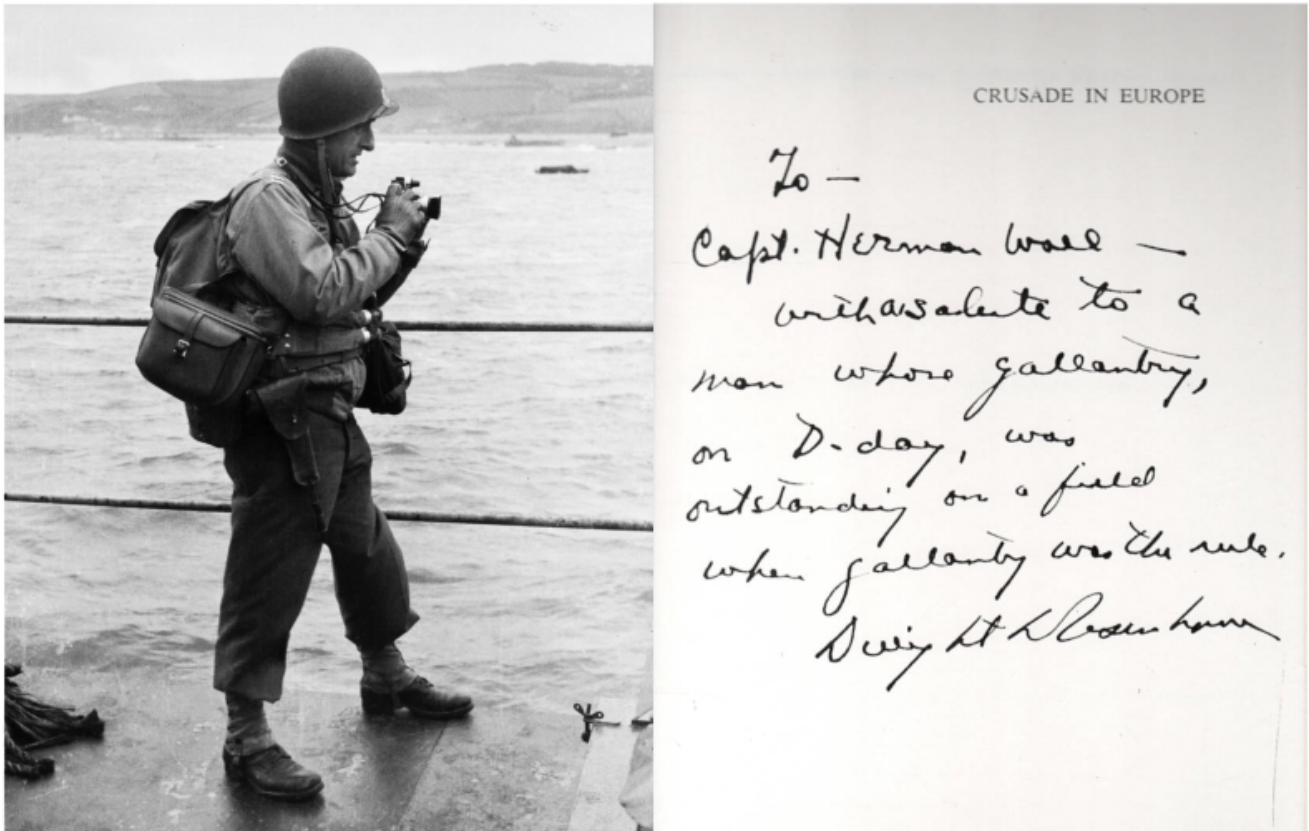 CRUSADE IN EUROPE
To —
Capt. Herman Wall —
with a salute to a
man whose gallantry,
on D-day, was
outstanding on a field
when gallantry was the rule.
Dwight D Eisenhower